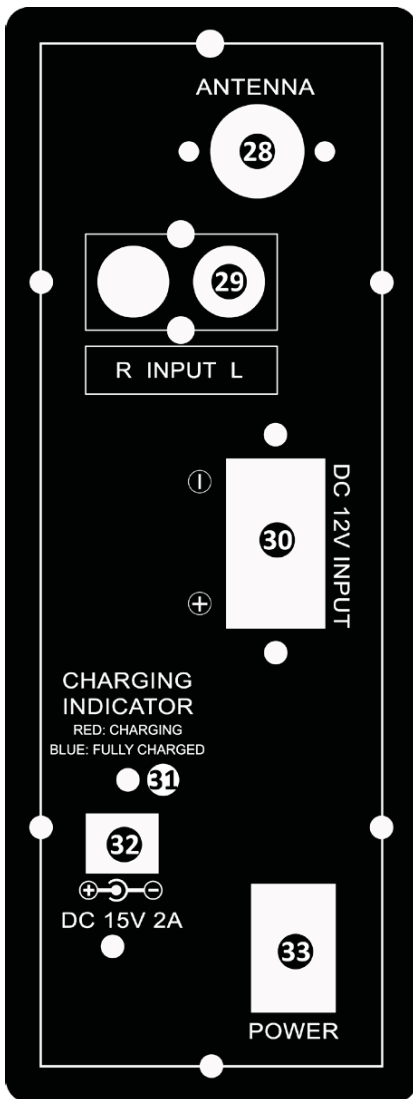 ANTENNA
28
29
R INPUT L
DC 12V INPUT
30
CHARGING
INDICATOR
RED: CHARGING
BLUE: FULLY CHARGED
31
32
DC 15V 2A
33
POWER